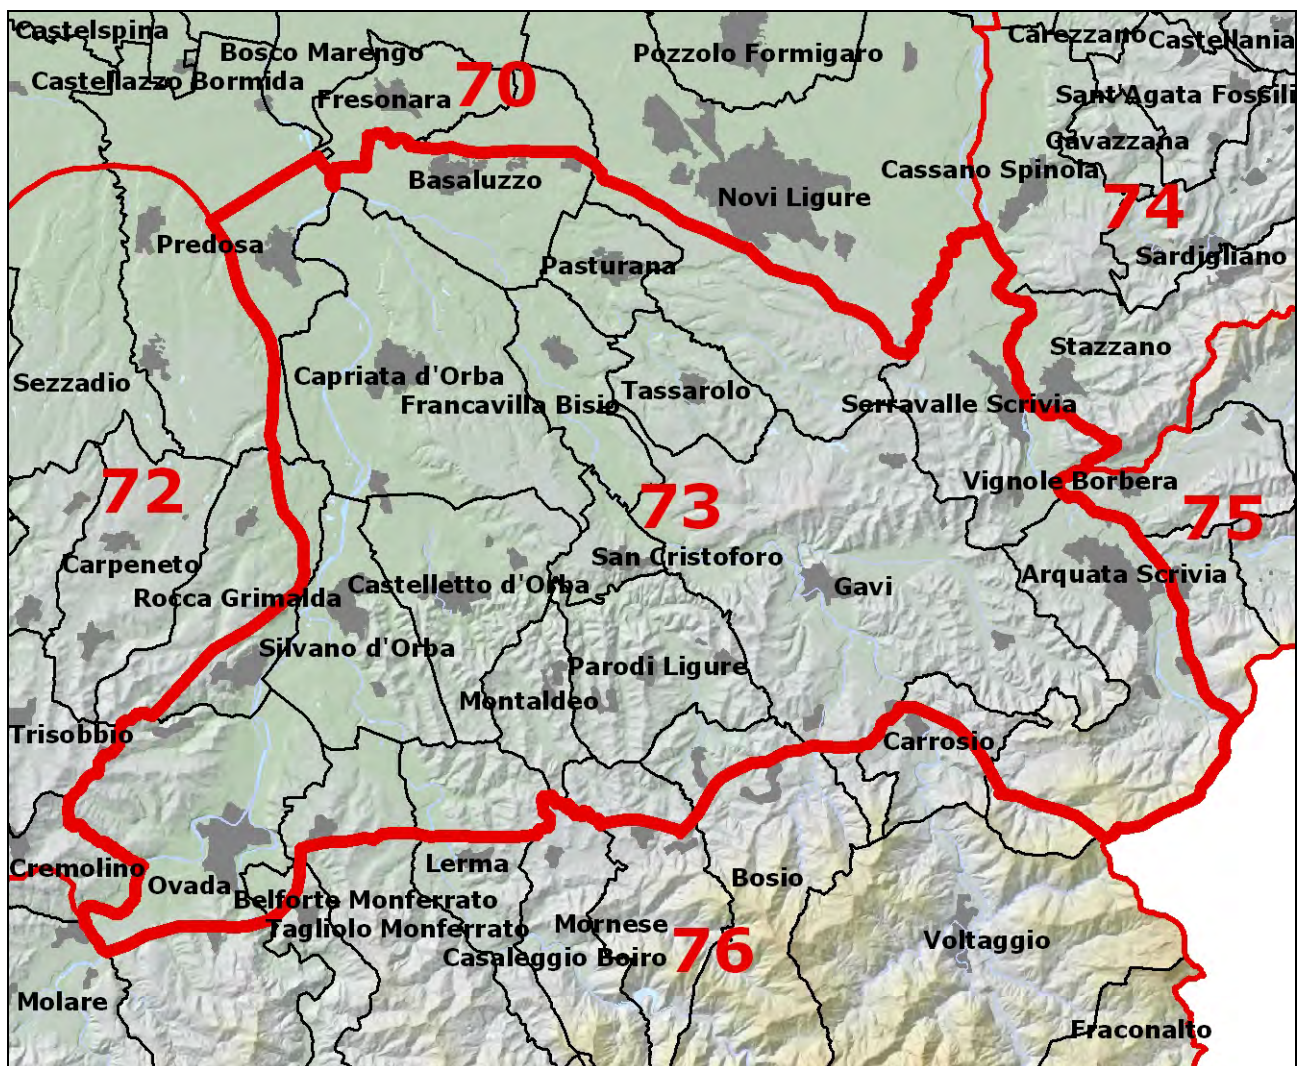 Castelspina
Bosco Marengo
Pozzolo Formigaro
Carezzano
Castellania
Castellazzo Bormida
Fresonara
70
Sant'Agata Fossili
Gavazzana
Cassano Spinola
Basaluzzo
Novi Ligure
74
Predosa
Pasturana
Sardigliano
Stazzano
Sezzadio
Capriata d'Orba
Tassarolo
Francavilla Bisio
Serravalle Scrivia
72
73
Vignole Borbera
75
Carpeneto
San Cristoforo
Arquata Scrivia
Rocca Grimalda
Castelletto d'Orba
Gavi
Silvano d'Orba
Parodi Ligure
Montaldeo
Trisobbio
Carrosio
Cremolino
Ovada
Lerma
Bosio
Belforte Monferrato
Tagliolo Monferrato
Mornese
76
Voltaggio
Casaleggio Boiro
Molare
Fraconalto